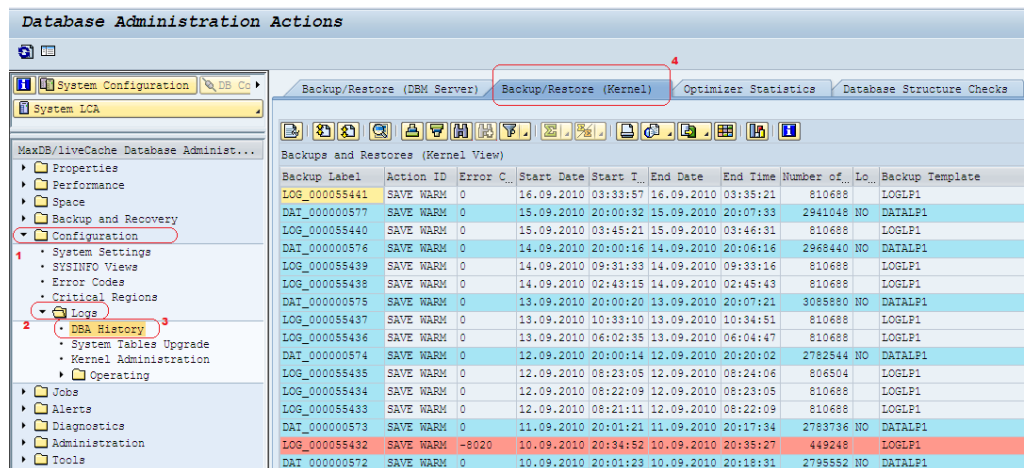 Database Administration Actions
System Configuration DB Co
System LCA
MaxDB/liveCache Database Administ...
Properties
Performance
Space
Backup and Recovery
Configuration
1
System Settings
SYSINFO Views
Error Codes
Critical Regions
Logs
2
DBA History 3
System Tables Upgrade
Kernel Administration
Operating
Jobs
Alerts
Diagnostics
Administration
Tools
4
Backup/Restore (DBM Server) Backup/Restore (Kernel) Optimizer Statistics Database Structure Checks
Backups and Restores (Kernel View)
Backup Label Action ID Error C... Start Date Start T... End Date End Time Number of... Lo... Backup Template
LOG_000055441 SAVE WARM 0 16.09.2010 03:33:57 16.09.2010 03:35:21 810688 LOGLP1
DAT_000000577 SAVE WARM 0 15.09.2010 20:00:32 15.09.2010 20:07:33 2941048 NO DATALP1
LOG_000055440 SAVE WARM 0 15.09.2010 03:45:21 15.09.2010 03:46:31 810688 LOGLP1
DAT_000000576 SAVE WARM 0 14.09.2010 20:00:16 14.09.2010 20:06:16 2968440 NO DATALP1
LOG_000055439 SAVE WARM 0 14.09.2010 09:31:33 14.09.2010 09:33:16 810688 LOGLP1
LOG_000055438 SAVE WARM 0 14.09.2010 02:43:15 14.09.2010 02:45:43 810688 LOGLP1
DAT_000000575 SAVE WARM 0 13.09.2010 20:00:20 13.09.2010 20:07:21 3085880 NO DATALP1
LOG_000055437 SAVE WARM 0 13.09.2010 10:33:10 13.09.2010 10:34:51 810688 LOGLP1
LOG_000055436 SAVE WARM 0 13.09.2010 06:02:35 13.09.2010 06:04:47 810688 LOGLP1
DAT_000000574 SAVE WARM 0 12.09.2010 20:00:14 12.09.2010 20:20:02 2782544 NO DATALP1
LOG_000055435 SAVE WARM 0 12.09.2010 08:23:05 12.09.2010 08:24:06 806504 LOGLP1
LOG_000055434 SAVE WARM 0 12.09.2010 08:22:09 12.09.2010 08:23:05 810688 LOGLP1
LOG_000055433 SAVE WARM 0 12.09.2010 08:21:11 12.09.2010 08:22:09 810688 LOGLP1
DAT_000000573 SAVE WARM 0 11.09.2010 20:01:21 11.09.2010 20:17:34 2783736 NO DATALP1
LOG_000055432 SAVE WARM -8020 10.09.2010 20:34:52 10.09.2010 20:35:27 449248 LOGLP1
DAT_000000572 SAVE WARM 0 10.09.2010 20:01:23 10.09.2010 20:18:31 2795552 NO DATALP1